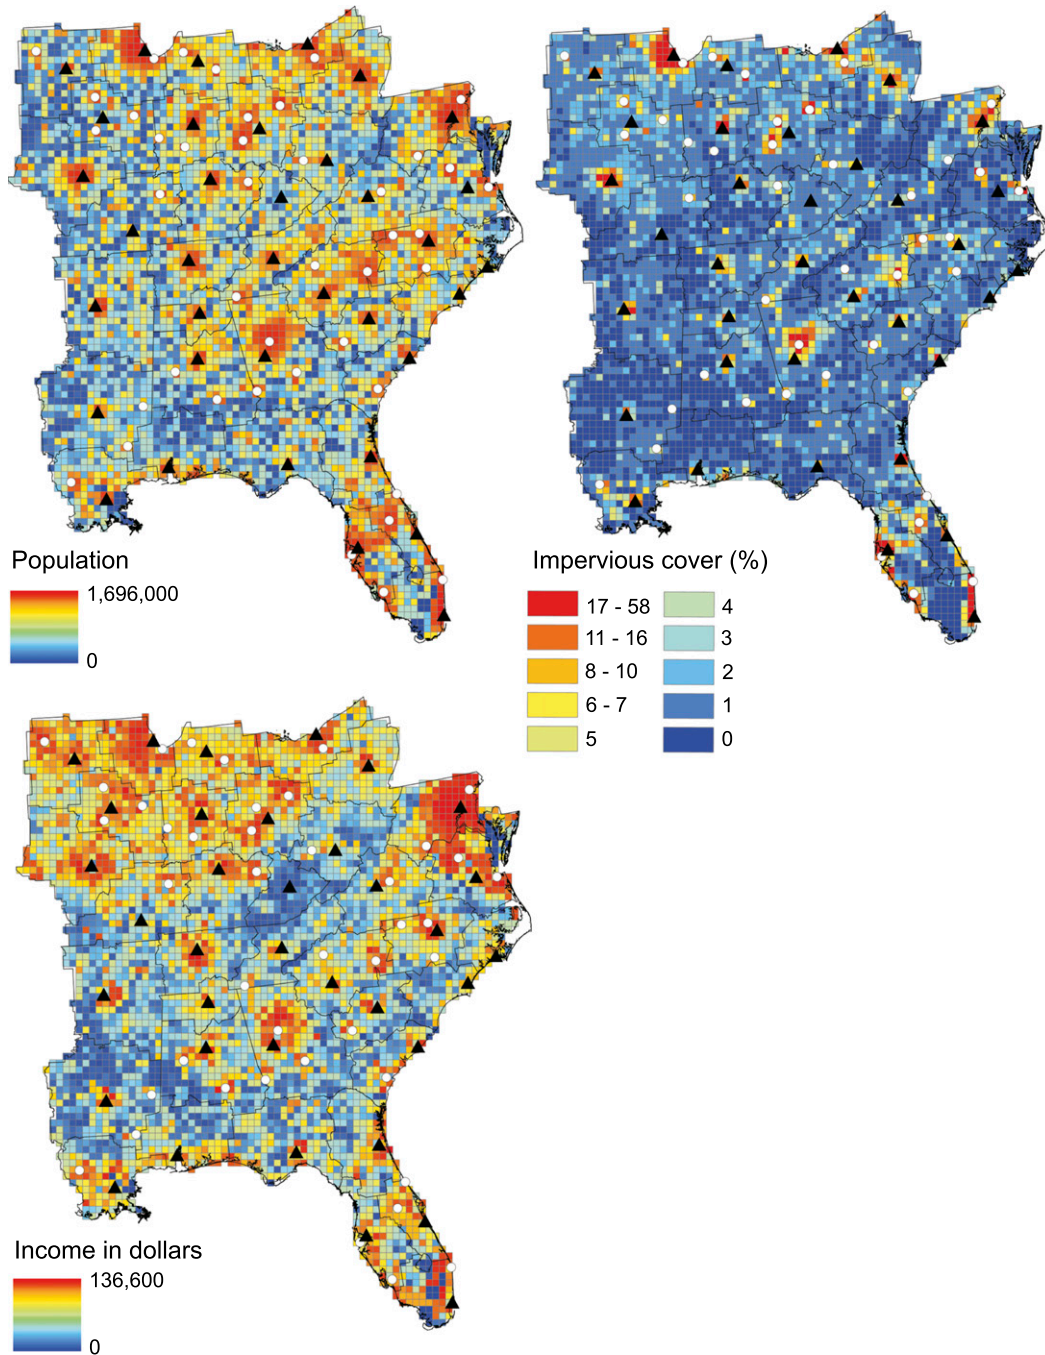 Population
1,696,000
0
Impervious cover (%)
17 - 58
4
11 - 16
3
8 - 10
2
6 - 7
1
5
0
Income in dollars
136,600
0